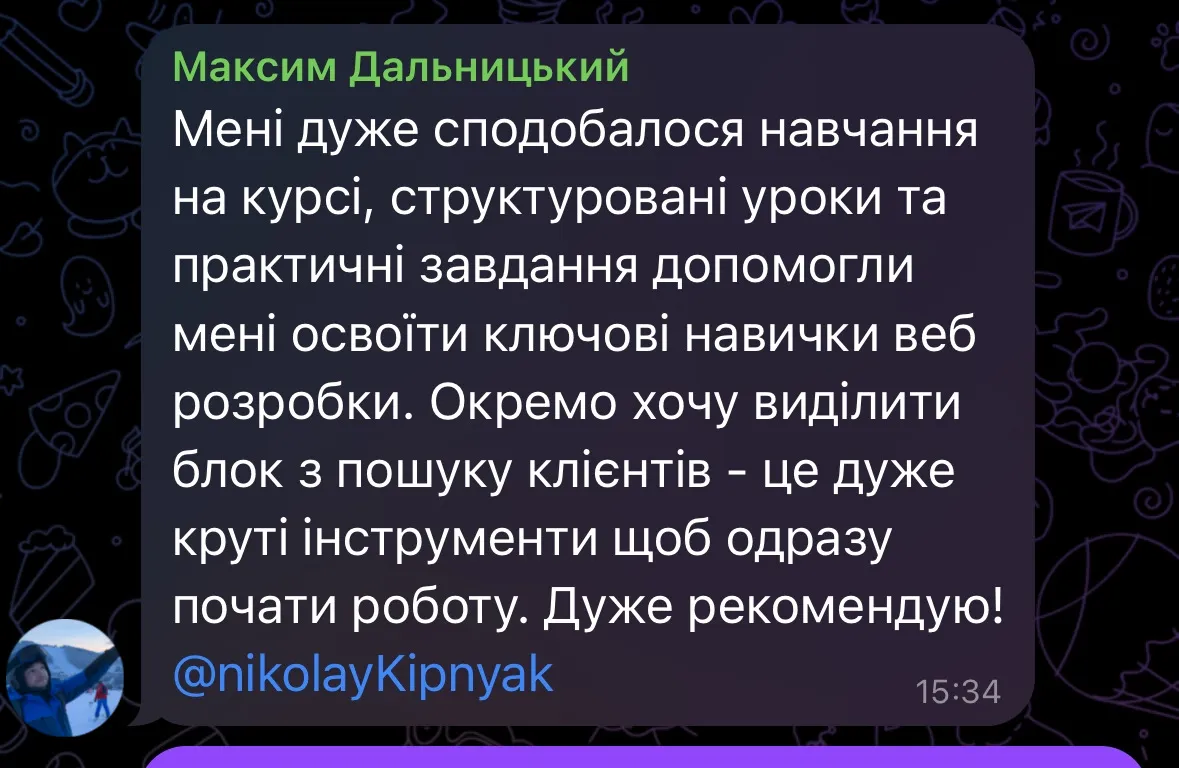 Максим Дальницький
Мені дуже сподобалося навчання
на курсі, структуровані уроки та
практичні завдання допомогли
мені освоїти ключові навички веб
розробки. Окремо хочу виділити
блок з пошуку клієнтів - це дуже
круті інструменти щоб одразу
почати роботу. Дуже рекомендую!
@nikolayKipnyak
15:34